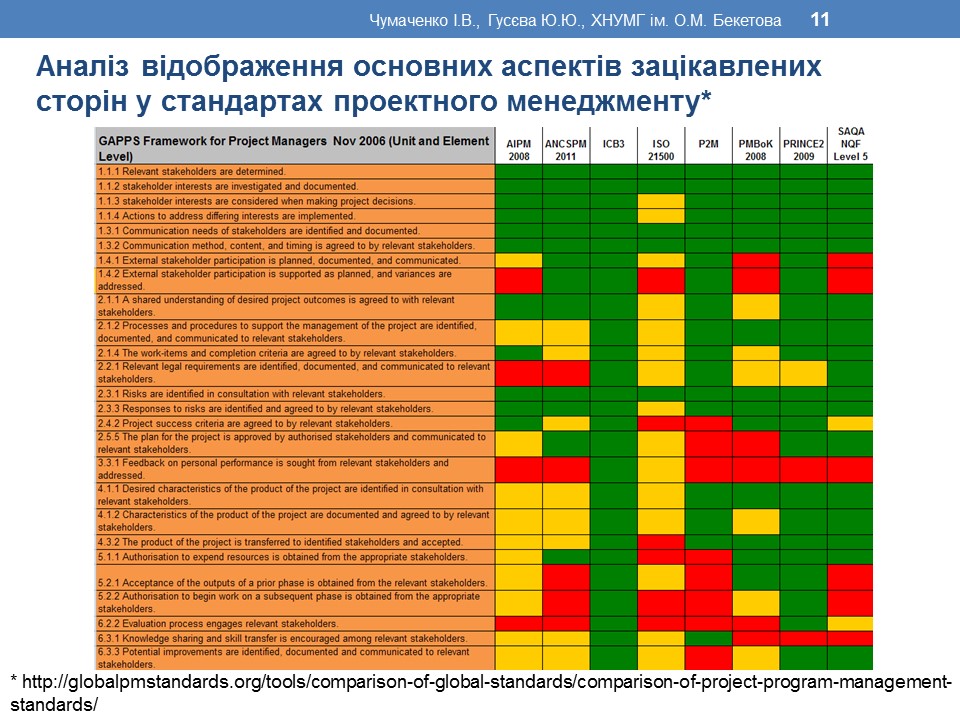 Чумаченко І.В., Гусєва Ю.Ю., ХНУМГ ім. О.М. Бекетова 11
Аналіз відображення основних аспектів зацікавлених
сторін у стандартах проектного менеджменту*
GAPPS Framework for Project Managers Nov 2006 (Unit and Element
Level)
AIPM
2008
ANCSPM
2011
ICB3
ISO
21500
P2M
PMBoK
2008
PRINCE2
2009
SAQA
NQF
Level 5
1.1.1 Relevant stakeholders are determined.
1.1.2 stakeholder interests are investigated and documented.
1.1.3 stakeholder interests are considered when making project decisions.
1.1.4 Actions to address differing interests are implemented.
1.3.1 Communication needs of stakeholders are identified and documented.
1.3.2 Communication method, content, and timing is agreed to by relevant stakeholders.
1.4.1 External stakeholder participation is planned, documented, and communicated.
1.4.2 External stakeholder participation is supported as planned, and variances are
addressed.
2.1.1 A shared understanding of desired project outcomes is agreed to with relevant
stakeholders.
2.1.2 Processes and procedures to support the management of the project are identified,
documented, and communicated to relevant stakeholders.
2.1.4 The work-items and completion criteria are agreed to by relevant stakeholders.
2.2.1 Relevant legal requirements are identified, documented, and communicated to relevant
stakeholders.
2.3.1 Risks are identified in consultation with relevant stakeholders.
2.3.3 Responses to risks are identified and agreed to by relevant stakeholders.
2.4.2 Project success criteria are agreed to by relevant stakeholders.
2.5.5 The plan for the project is approved by authorised stakeholders and communicated to
relevant stakeholders.
3.3.1 Feedback on personal performance is sought from relevant stakeholders and
addressed.
4.1.1 Desired characteristics of the product of the project are identified in consultation with
relevant stakeholders.
4.1.2 Characteristics of the product of the project are documented and agreed to by relevant
stakeholders.
4.3.2 The product of the project is transferred to identified stakeholders and accepted.
5.1.1 Authorisation to expend resources is obtained from the appropriate stakeholders.
5.2.1 Acceptance of the outputs of a prior phase is obtained from the relevant stakeholders.
5.2.2 Authorisation to begin work on a subsequent phase is obtained from the appropriate
stakeholders.
6.2.2 Evaluation process engages relevant stakeholders.
6.3.1 Knowledge sharing and skill transfer is encouraged among relevant stakeholders.
6.3.3 Potential improvements are identified, documented and communicated to relevant
stakeholders.
* http://globalpmstandards.org/tools/comparison-of-global-standards/comparison-of-project-program-management-
standards/